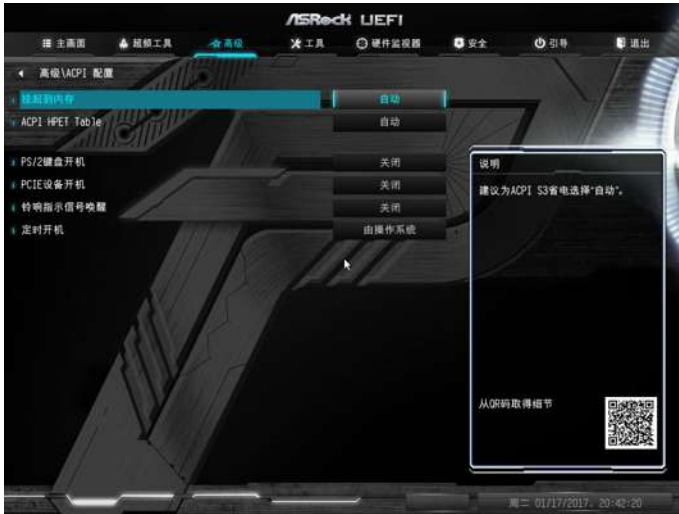 ASRock UEFI
主画面 超频工具 高级 工具 硬件监视器 安全 引导 退出
高级\ACPI 配置
挂起到内存 自动
ACPI HPET Table 自动
PS/2键盘开机 关闭
PCIE设备开机 关闭
铃响指示信号唤醒 关闭
定时开机 由操作系统
说明
建议为ACPI S3省电选择“自动”。
从QR码取得细节
周二 01/17/2017. 20:42:20